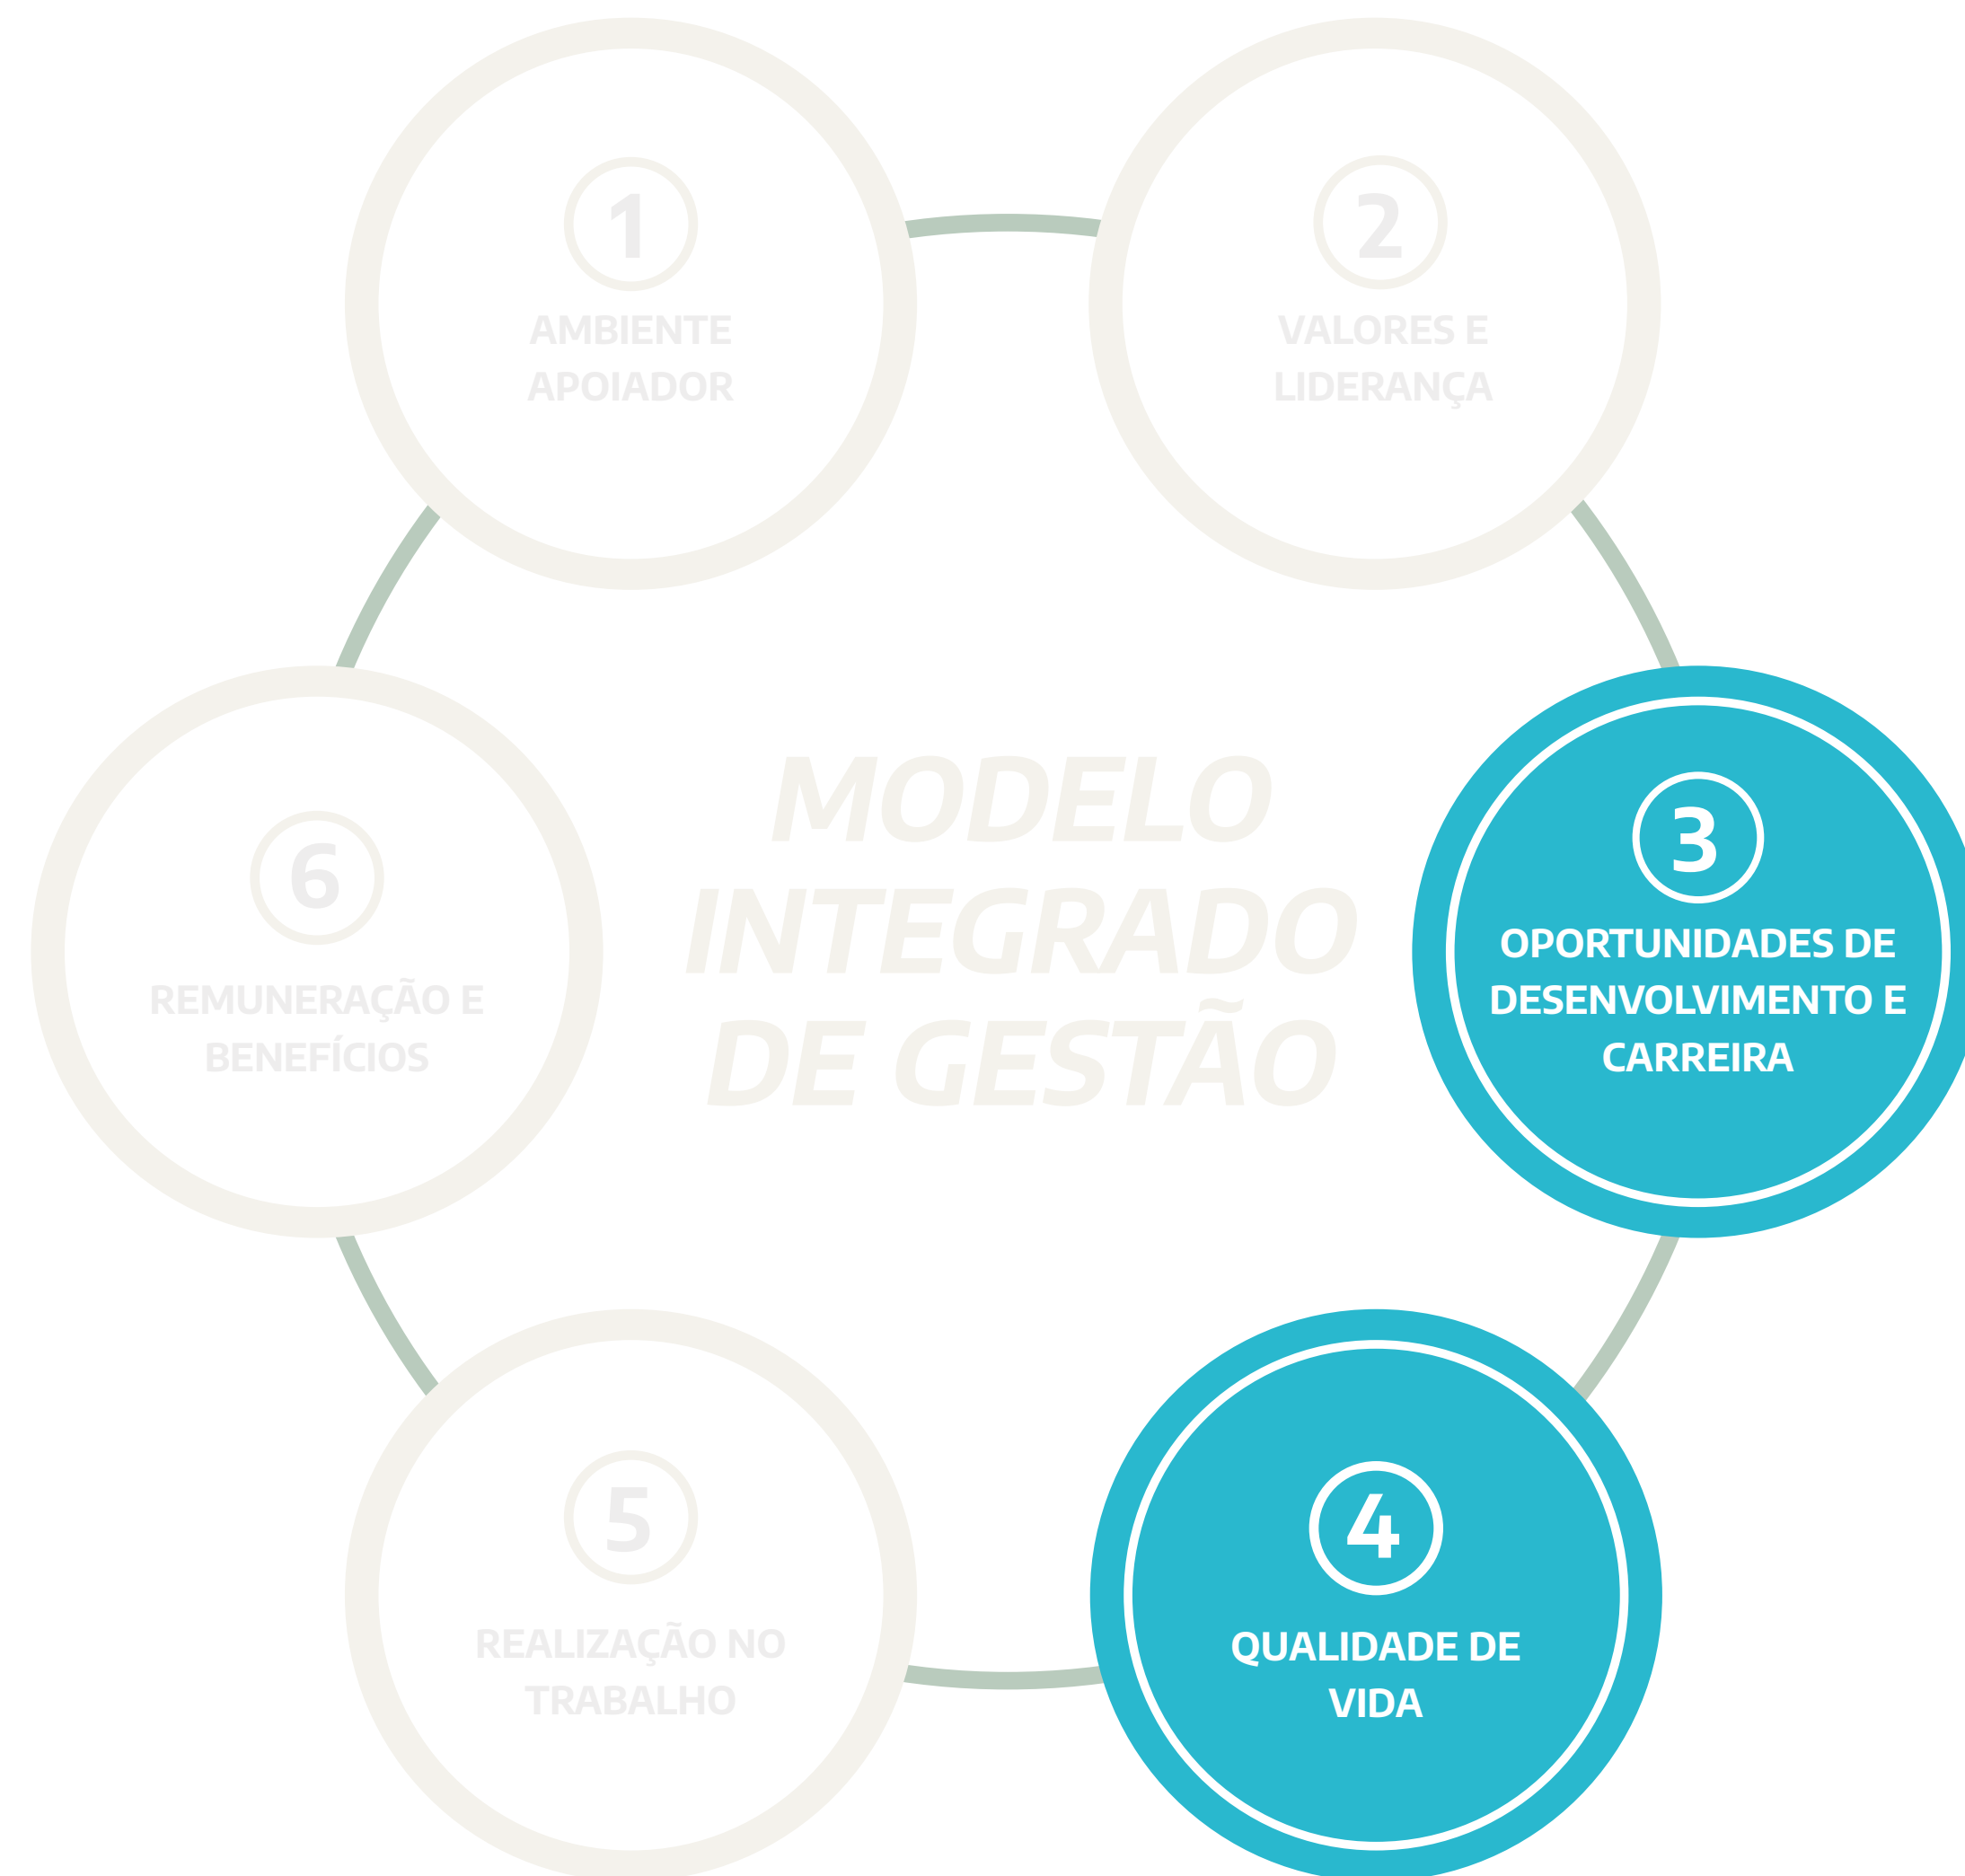 1
AMBIENTE
APOIADOR
2
VALORES E
LIDERANÇA
3
OPORTUNIDADES DE
DESENVOLVIMENTO E
CARREIRA
4
QUALIDADE DE
VIDA
5
REALIZAÇÃO NO
TRABALHO
6
REMUNERAÇÃO E
BENEFÍCIOS
MODELO
INTEGRADO
DE GESTÃO